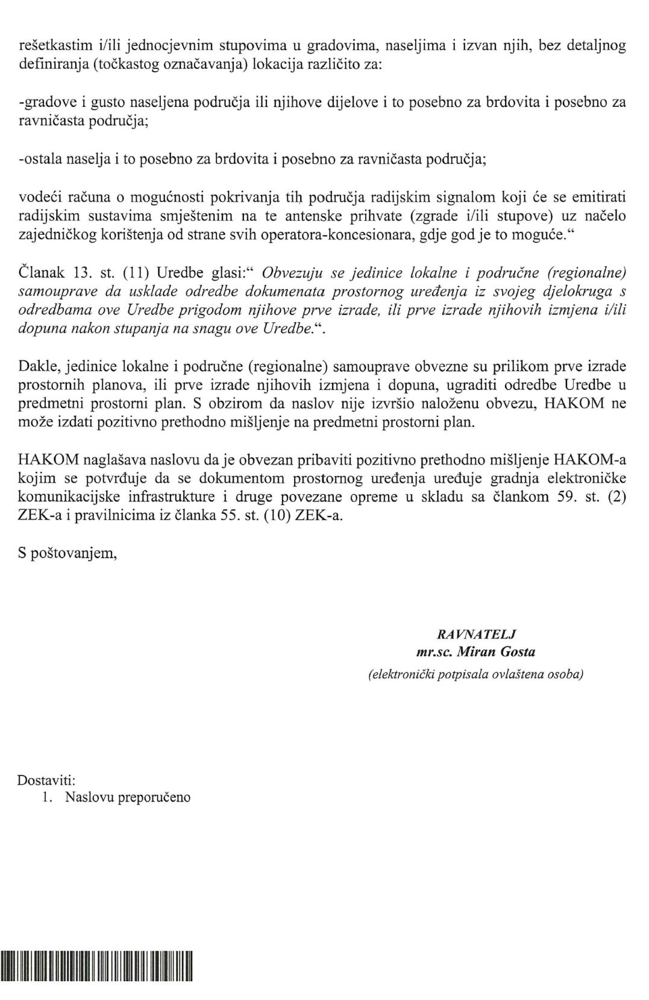 rešetkastim i/ili jednocjevnim stupovima u gradovima, naseljima i izvan njih, bez detaljnog
definiranja (točkastog označavanja) lokacija različito za:
-gradove i gusto naseljena područja ili njihove dijelove i to posebno za brdovita i posebno za
ravničasta područja;
-ostala naselja i to posebno za brdovita i posebno za ravničasta područja;
vodeći računa o mogućnosti pokrivanja tih područja radijskim signalom koji će se emitirati
radijskim sustavima smještenim na te antenske prihvate (zgrade i/ili stupove) uz načelo
zajedničkog korištenja od strane svih operatora-koncesionara, gdje god je to moguće.“
Članak 13. st. (11) Uredbe glasi:“ Obvezuju se jedinice lokalne i područne (regionalne)
samouprave da usklade odredbe dokumenata prostornog uređenja iz svojeg djelokruga s
odredbama ove Uredbe prigodom njihove prve izrade, ili prve izrade njihovih izmjena i/ili
dopuna nakon stupanja na snagu ove Uredbe.“.
Dakle, jedinice lokalne i područne (regionalne) samouprave obvezne su prilikom prve izrade
prostornih planova, ili prve izrade njihovih izmjena i dopuna, ugraditi odredbe Uredbe u
predmetni prostorni plan. S obzirom da naslov nije izvršio naloženu obvezu, HAKOM ne
može izdati pozitivno prethodno mišljenje na predmetni prostorni plan.
HAKOM naglašava naslovu da je obvezan pribaviti pozitivno prethodno mišljenje HAKOM-a
kojim se potvrđuje da se dokumentom prostornog uređenja uređuje gradnja elektroničke
komunikacijske infrastrukture i druge povezane opreme u skladu sa člankom 59. st. (2)
ZEK-a i pravilnicima iz članka 55. st. (10) ZEK-a.
S poštovanjem,
RAVNATELJ
mr.sc. Miran Gosta
(elektronički potpisala ovlaštena osoba)
Dostaviti:
1. Naslovu preporučeno